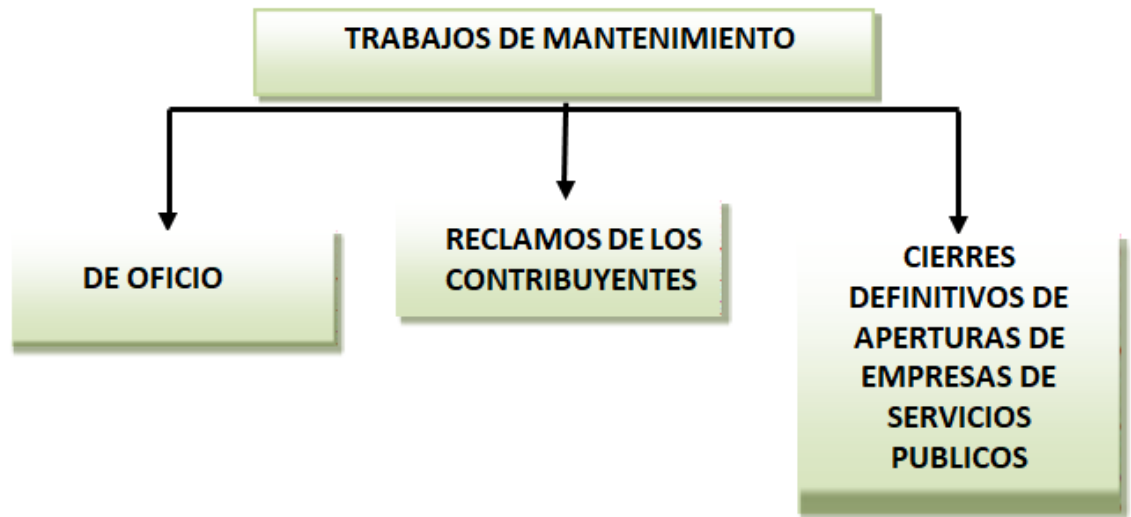 TRABAJOS DE MANTENIMIENTO
DE OFICIO
RECLAMOS DE LOS
CONTRIBUYENTES
CIERRES
DEFINITIVOS DE
APERTURAS DE
EMPRESAS DE
SERVICIOS
PUBLICOS